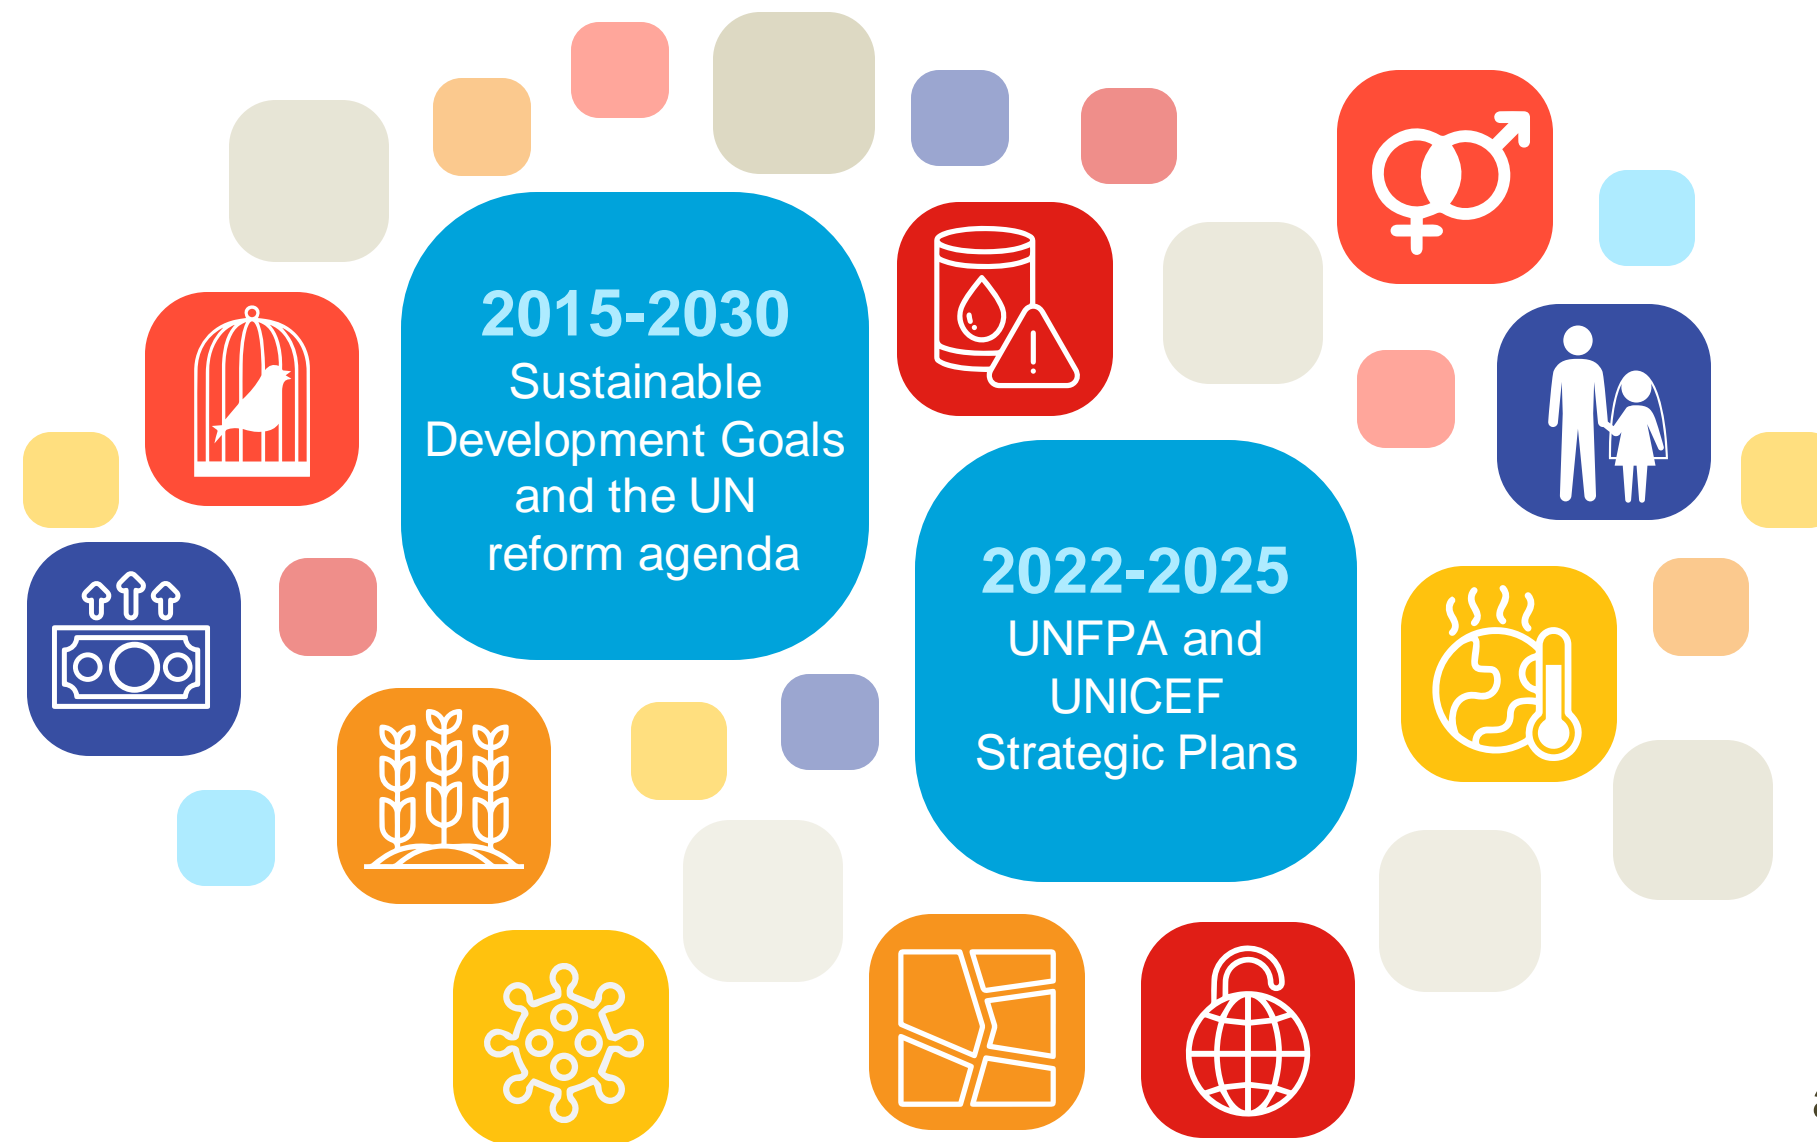 2015-2030
Sustainable
Development Goals
and the UN
reform agenda
2022-2025
UNFPA and
UNICEF
Strategic Plans